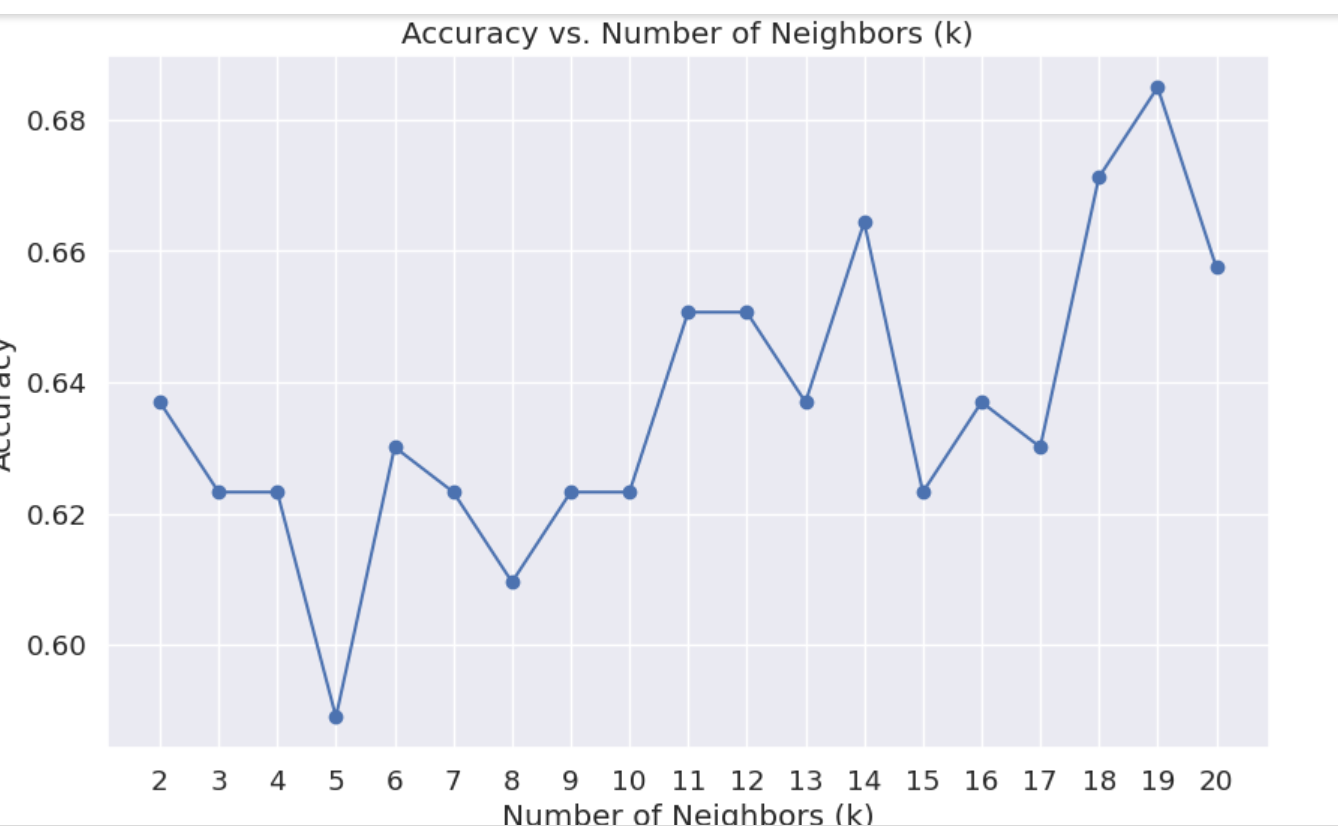 Accuracy vs. Number of Neighbors (k)
0.68
0.66
0.64
0.62
0.60
Accuracy
2 3 4 5 6 7 8 9 10 11 12 13 14 15 16 17 18 19 20
Number of Neighbors (k)